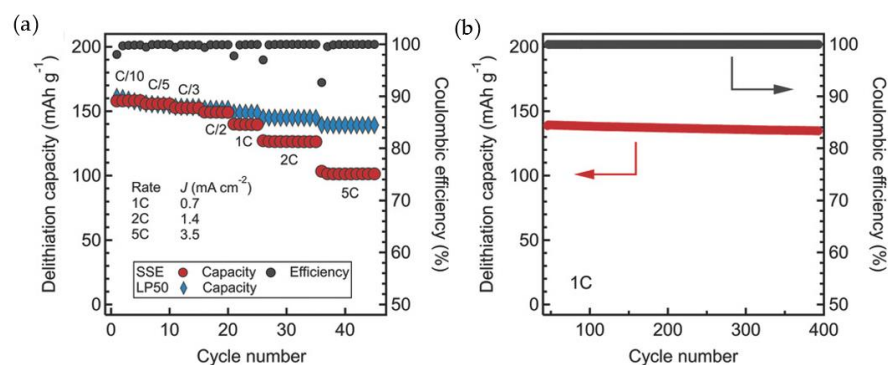 (a)
Delithiation capacity (mAh g⁻¹)
200
150
100
50
0
C/10
C/5
C/3
C/2
1C
2C
5C
Rate J (mA cm⁻²)
1C 0.7
2C 1.4
5C 3.5
SSE Capacity Efficiency
LP50 Capacity
100
90
80
70
60
50
Coulombic efficiency (%)
0 10 20 30 40
Cycle number
(b)
Delithiation capacity (mAh g⁻¹)
200
150
100
50
0
1C
100
90
80
70
60
50
Coulombic efficiency (%)
100 200 300 400
Cycle number